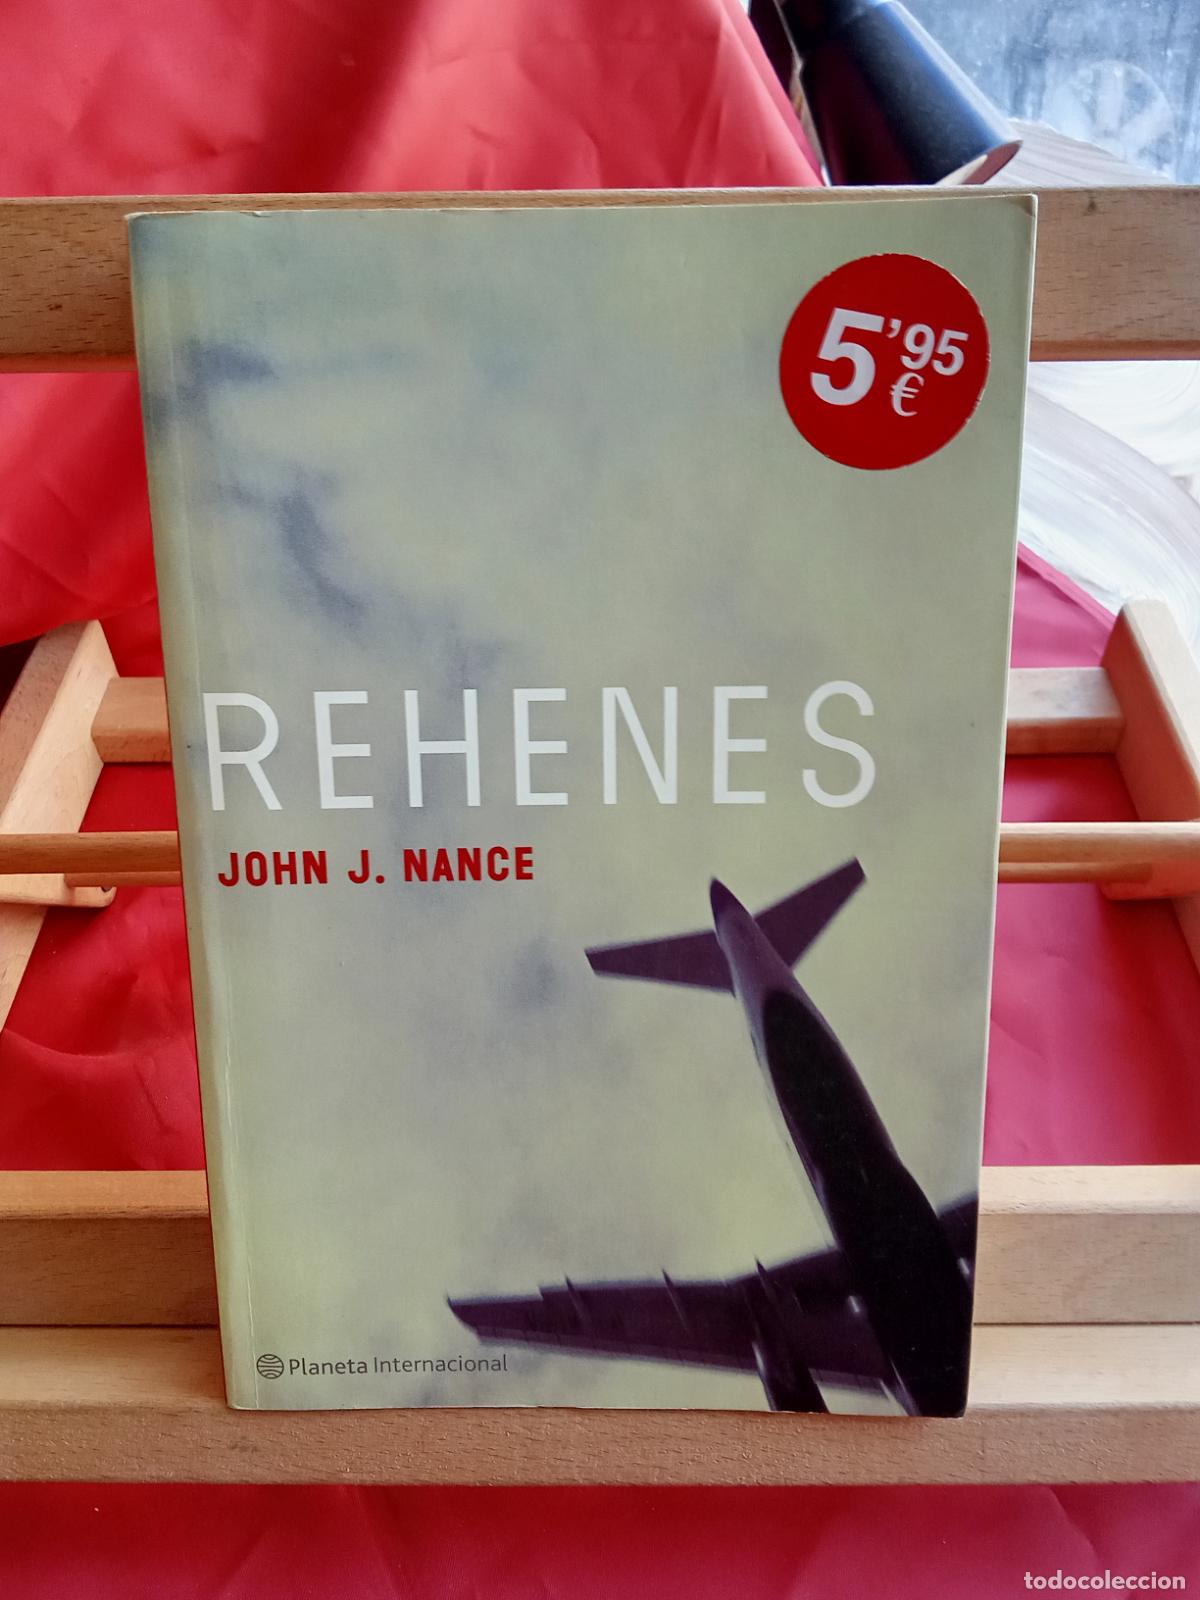 5'95
€
REHENES
JOHN J. NANCE
Planeta Internacional
todocoleccion